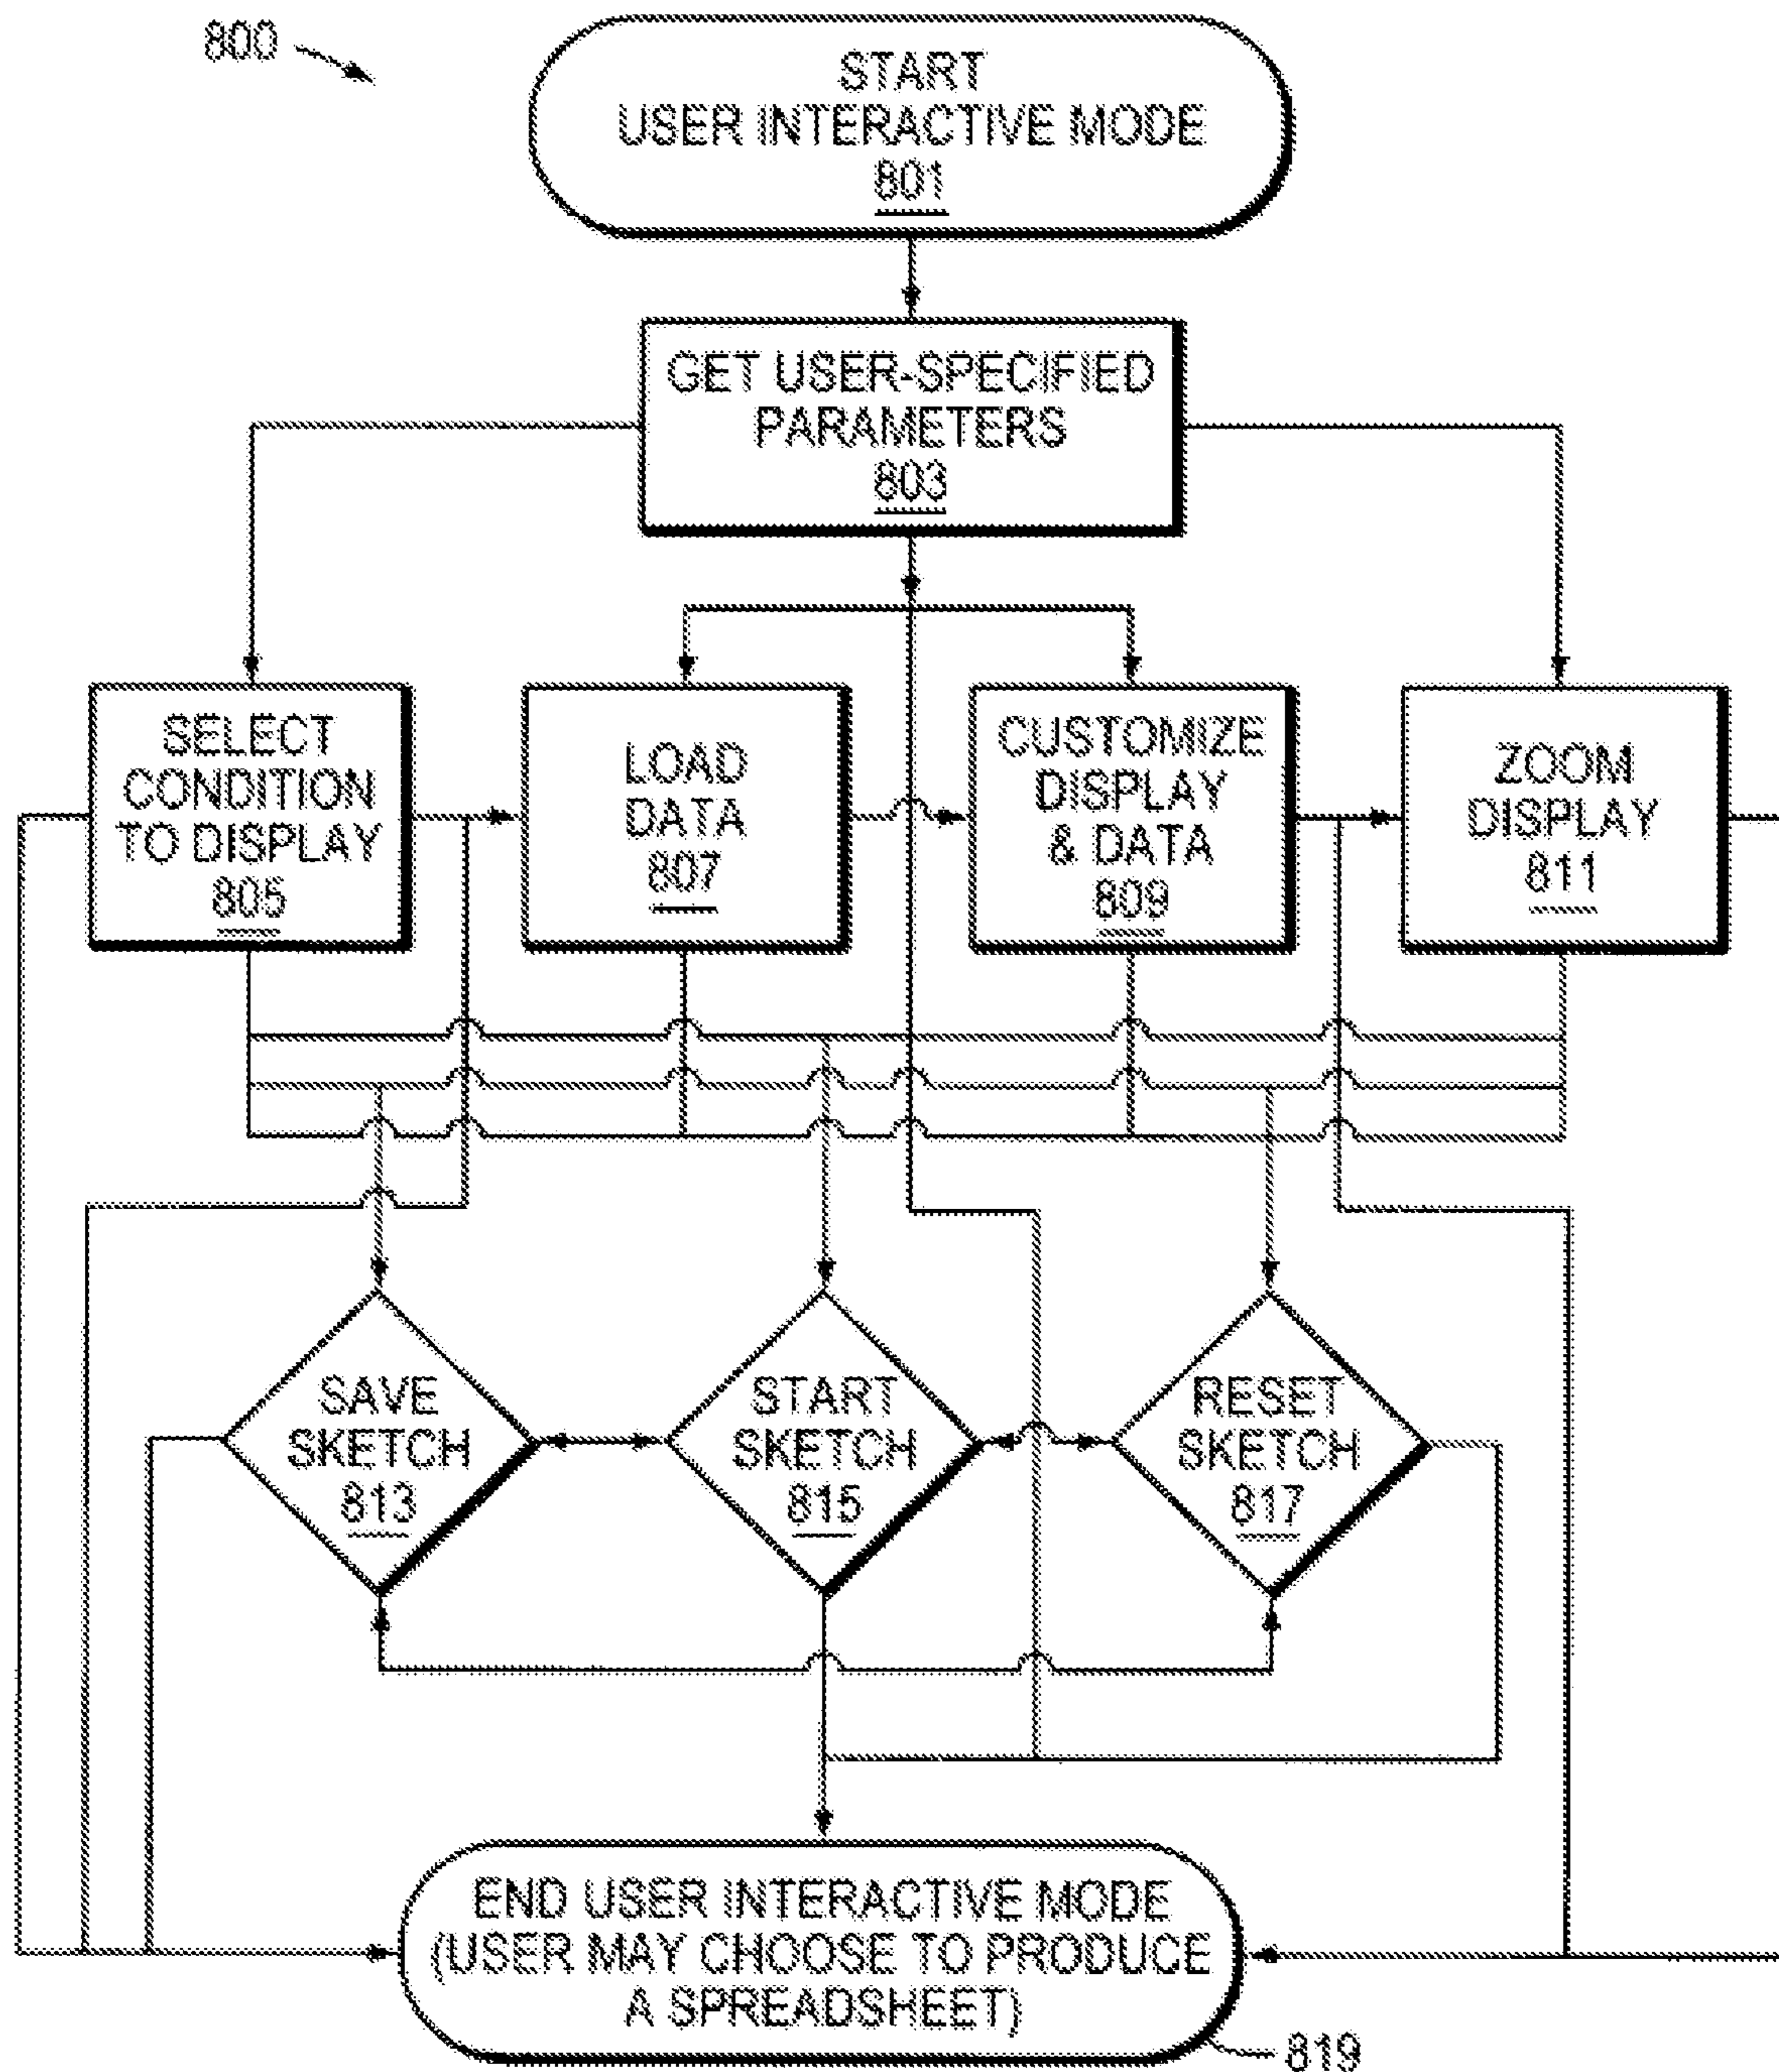 800
START
USER INTERACTIVE MODE
801
GET USER-SPECIFIED
PARAMETERS
803
SELECT
CONDITION
TO DISPLAY
805
LOAD
DATA
807
CUSTOMIZE
DISPLAY
& DATA
809
ZOOM
DISPLAY
811
SAVE
SKETCH
813
START
SKETCH
815
RESET
SKETCH
817
END USER INTERACTIVE MODE
(USER MAY CHOOSE TO PRODUCE
A SPREADSHEET)
819